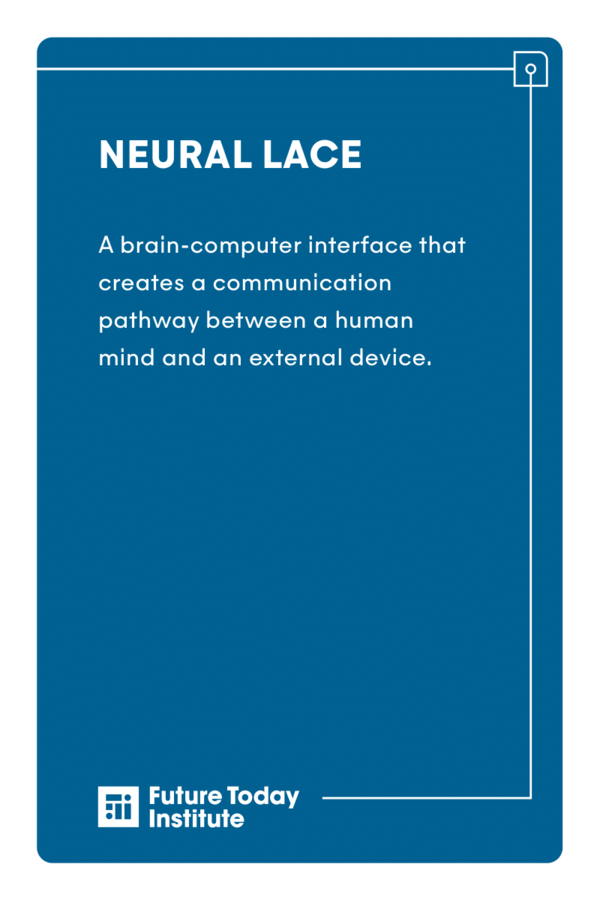 NEURAL LACE
A brain-computer interface that
creates a communication
pathway between a human
mind and an external device.
Future Today
Institute